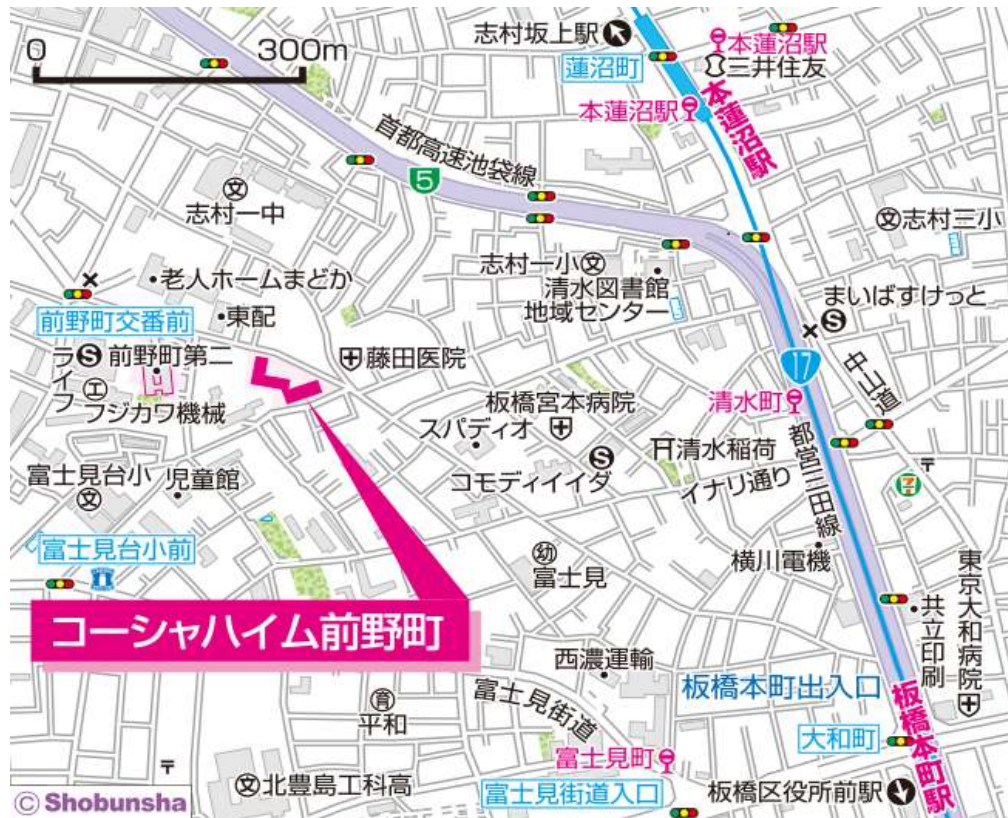 0
300m
志村坂上駅
蓮沼町
本蓮沼駅
三井住友
本蓮沼駅
本蓮沼駅
首都高速池袋線
5
文
志村一中
文
志村三小
老人ホームまどか
志村一小
文
清水図書館
地域センター
まいばすけっと
S
前野町交番前
東配
ライフ
S
前野町第二
工
フジカワ機械
藤田医院
17
中山道
清水町
板橋宮本病院
スパディオ
コモディイイダ
S
清水稲荷
イナリ通り
都営三田線
富士見台小
文
児童館
富士見台小前
幼
富士見
横川電機
東京大和病院
共立印刷
コーシャハイム前野町
西濃運輸
板橋本町出入口
富士見街道
育
平和
板橋本町駅
大和町
富士見町
文
北豊島工科高
富士見街道入口
板橋区役所前駅
© Shobunsha